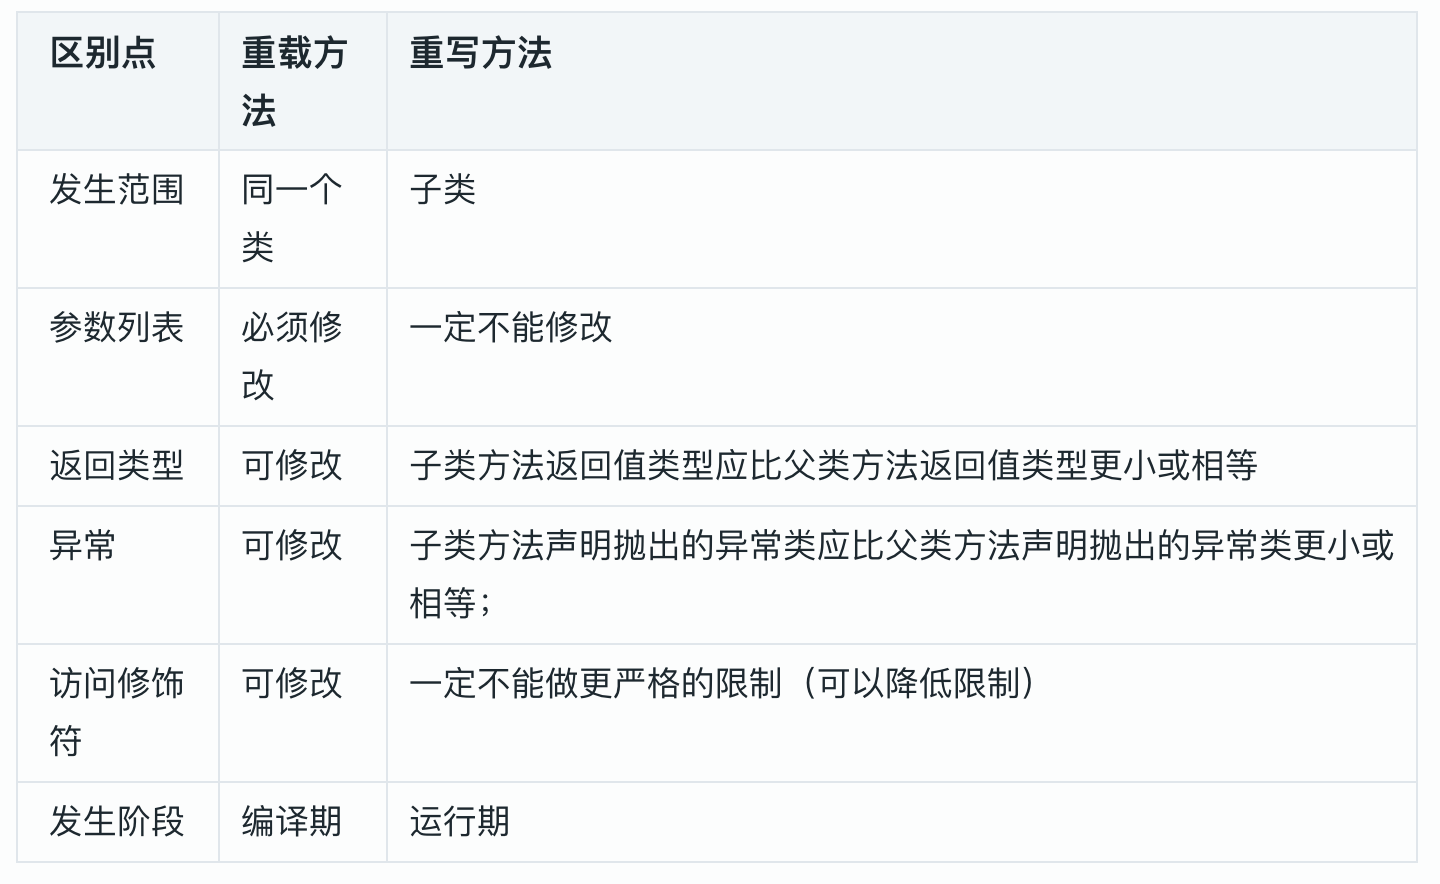 区别点
重载方
法
重写方法
发生范围
同一个
类
子类
参数列表
必须修
改
一定不能修改
返回类型
可修改
子类方法返回值类型应比父类方法返回值类型更小或相等
异常
可修改
子类方法声明抛出的异常类应比父类方法声明抛出的异常类更小或
相等；
访问修饰
符
可修改
一定不能做更严格的限制（可以降低限制）
发生阶段
编译期
运行期